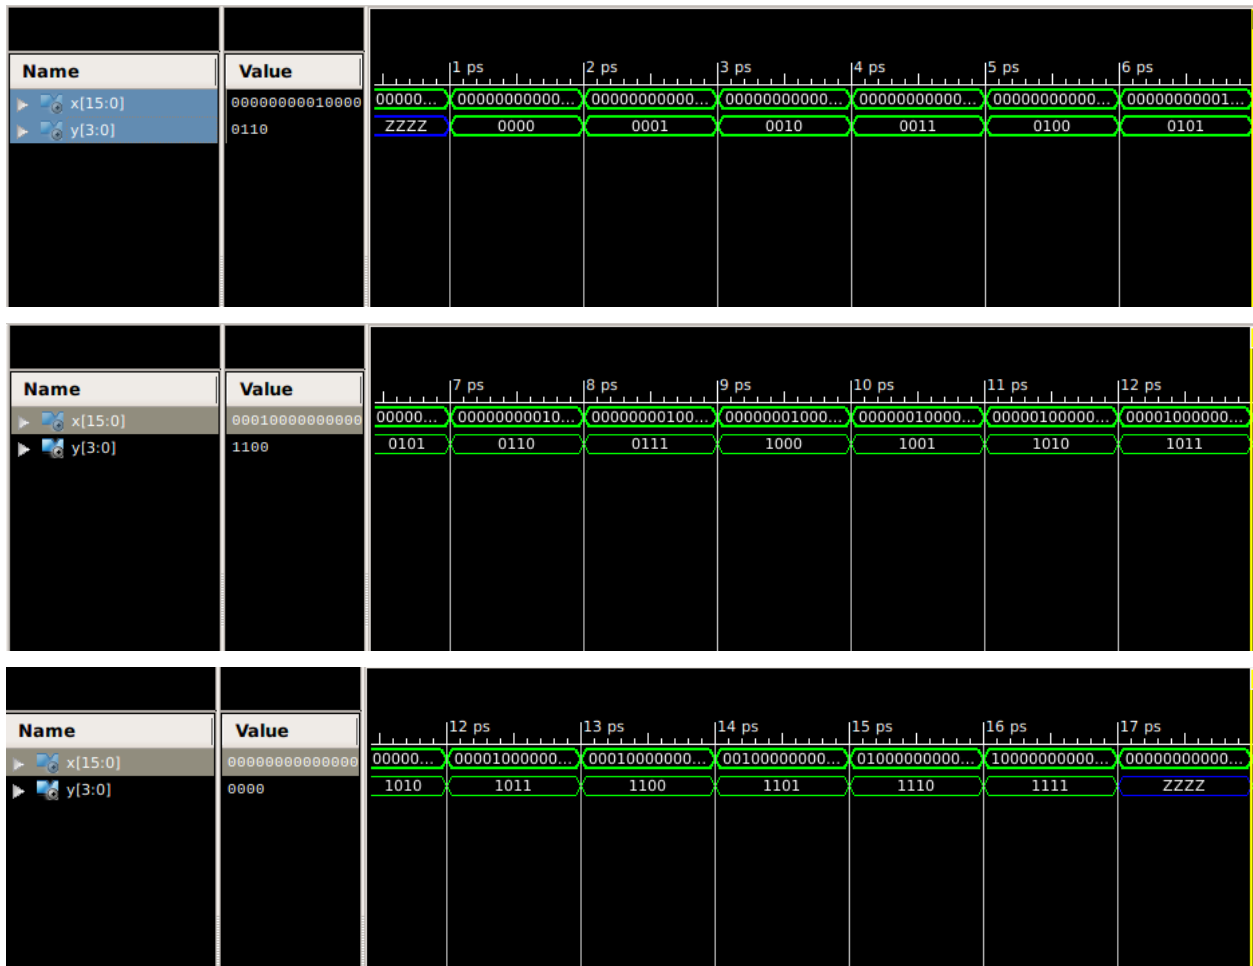 1 ps 2 ps 3 ps 4 ps 5 ps 6 ps
Name Value
x[15:0] 00000000010000 00000... 00000000000... 00000000000... 00000000000... 00000000000... 00000000000... 00000000001...
y[3:0] 0110 ZZZZ 0000 0001 0010 0011 0100 0101
7 ps 8 ps 9 ps 10 ps 11 ps 12 ps
Name Value
x[15:0] 00010000000000 00000... 00000000010... 00000000100... 00000001000... 00000010000... 00000100000... 00001000000...
y[3:0] 1100 0101 0110 0111 1000 1001 1010 1011
12 ps 13 ps 14 ps 15 ps 16 ps 17 ps
Name Value
x[15:0] 00000000000000 00000... 00001000000... 00010000000... 00100000000... 01000000000... 10000000000... 00000000000...
y[3:0] 0000 1010 1011 1100 1101 1110 1111 ZZZZ